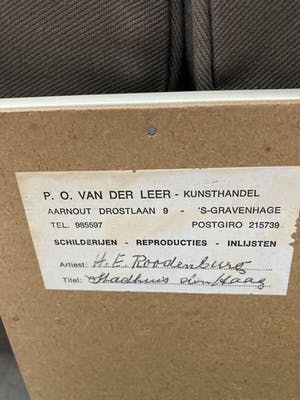 P. O. VAN DER LEER - KUNSTHANDEL
AARNOUT DROSTLAAN 9 - 'S-GRAVENHAGE
TEL. 985597 POSTGIRO 215739
SCHILDERIJEN - REPRODUCTIES - INLIJSTEN
Artiest: H. E. Roodenburg
Titel: Stadhuis den Haag